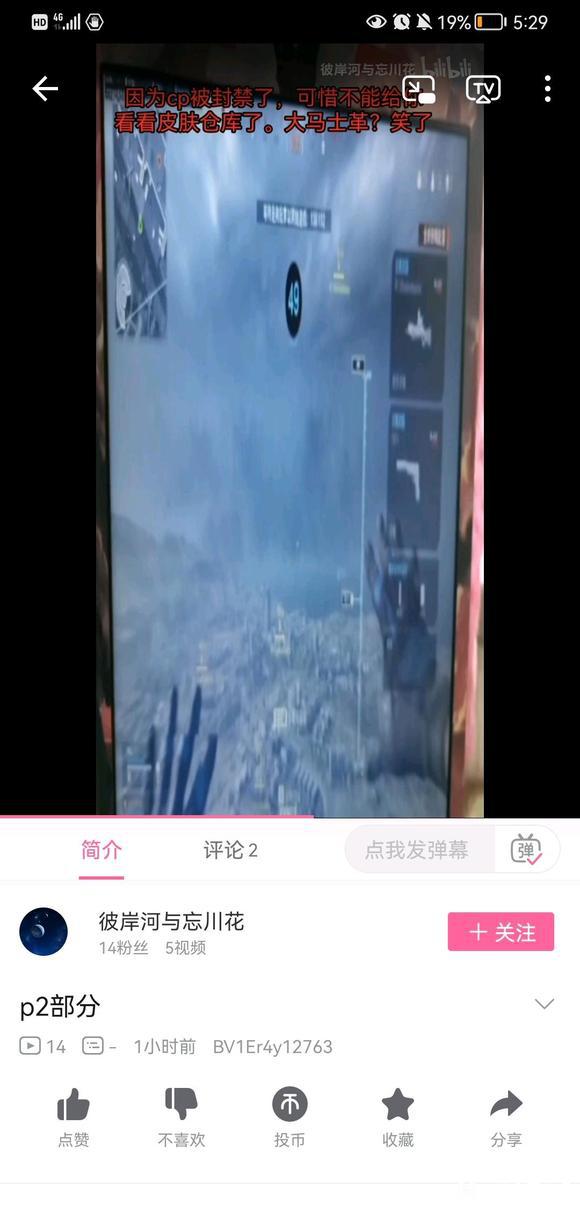 HD 4G 19% 5:29
彼岸河与忘川花 bilibili
因为cp被封禁了，可惜不能给你
看看皮肤仓库了。大马士革？笑了
TV
49
简介 评论 2 点我发弹幕 弹
彼岸河与忘川花
14粉丝 5视频
+ 关注
p2部分
14 - 1小时前 BV1Er4y12763
点赞 不喜欢 投币 收藏 分享